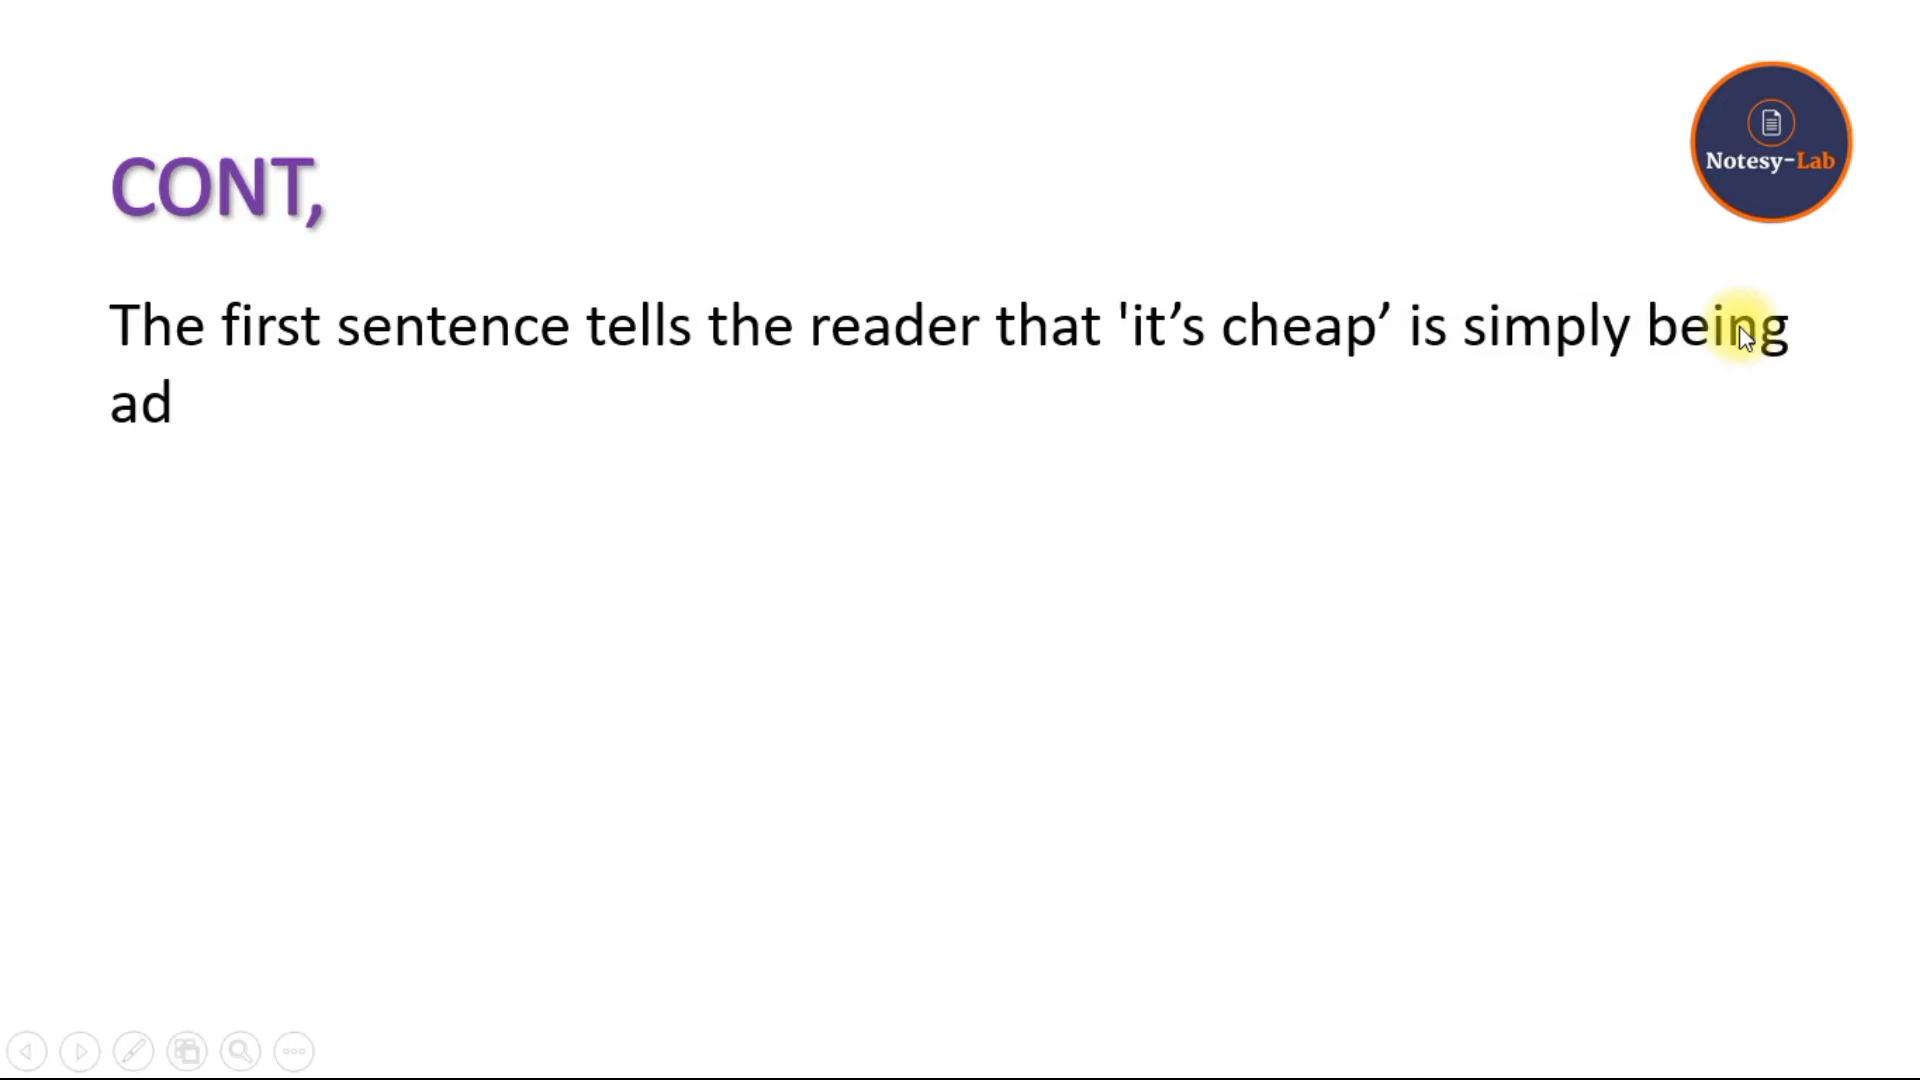 Notesy-Lab
CONT,
The first sentence tells the reader that 'it’s cheap’ is simply being
ad